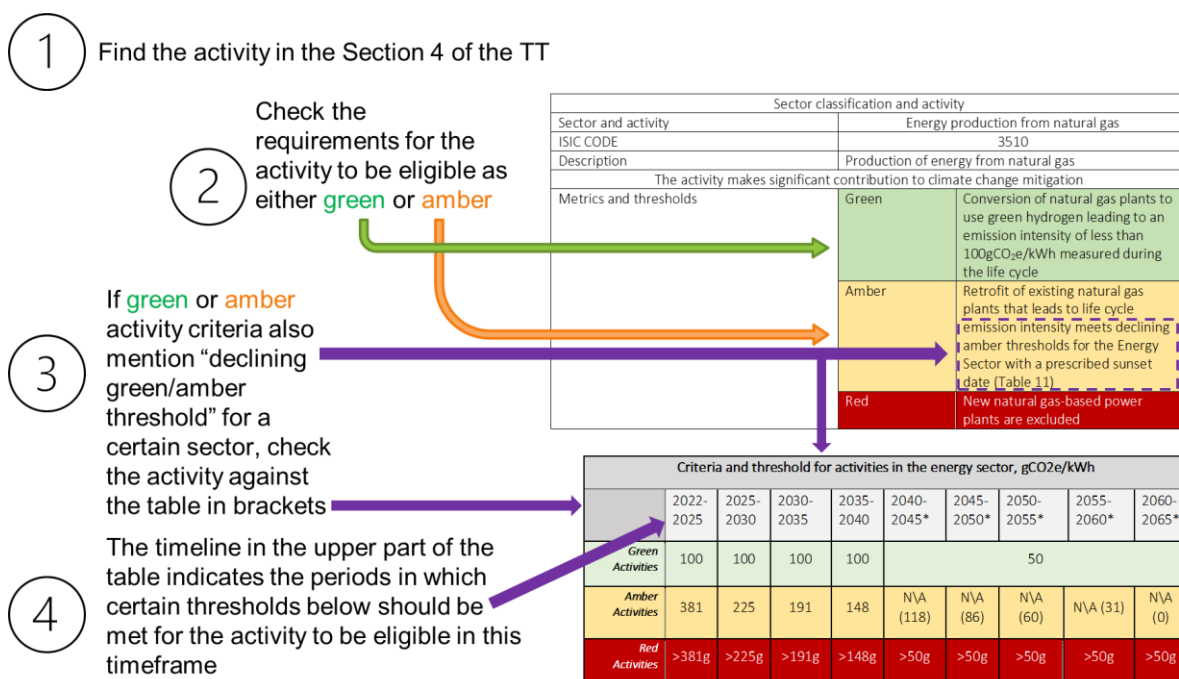 1
Find the activity in the Section 4 of the TT
2
Check the
requirements for the
activity to be eligible as
either green or amber
Sector classification and activity
Sector and activity
Energy production from natural gas
ISIC CODE
3510
Description
Production of energy from natural gas
The activity makes significant contribution to climate change mitigation
Metrics and thresholds
Green
Conversion of natural gas plants to
use green hydrogen leading to an
emission intensity of less than
100gCO₂e/kWh measured during
the life cycle
Amber
Retrofit of existing natural gas
plants that leads to life cycle
emission intensity meets declining
amber thresholds for the Energy
Sector with a prescribed sunset
date (Table 11)
Red
New natural gas-based power
plants are excluded
3
If green or amber
activity criteria also
mention “declining
green/amber
threshold” for a
certain sector, check
the activity against
the table in brackets
4
The timeline in the upper part of the
table indicates the periods in which
certain thresholds below should be
met for the activity to be eligible in this
timeframe
Criteria and threshold for activities in the energy sector, gCO2e/kWh
2022-2025 2025-2030 2030-2035 2035-2040 2040-2045* 2045-2050* 2050-2055* 2055-2060* 2060-2065*
Green Activities 100 100 100 100 50
Amber Activities 381 225 191 148 N\A (118) N\A (86) N\A (60) N\A (31) N\A (0)
Red Activities >381g >225g >191g >148g >50g >50g >50g >50g >50g